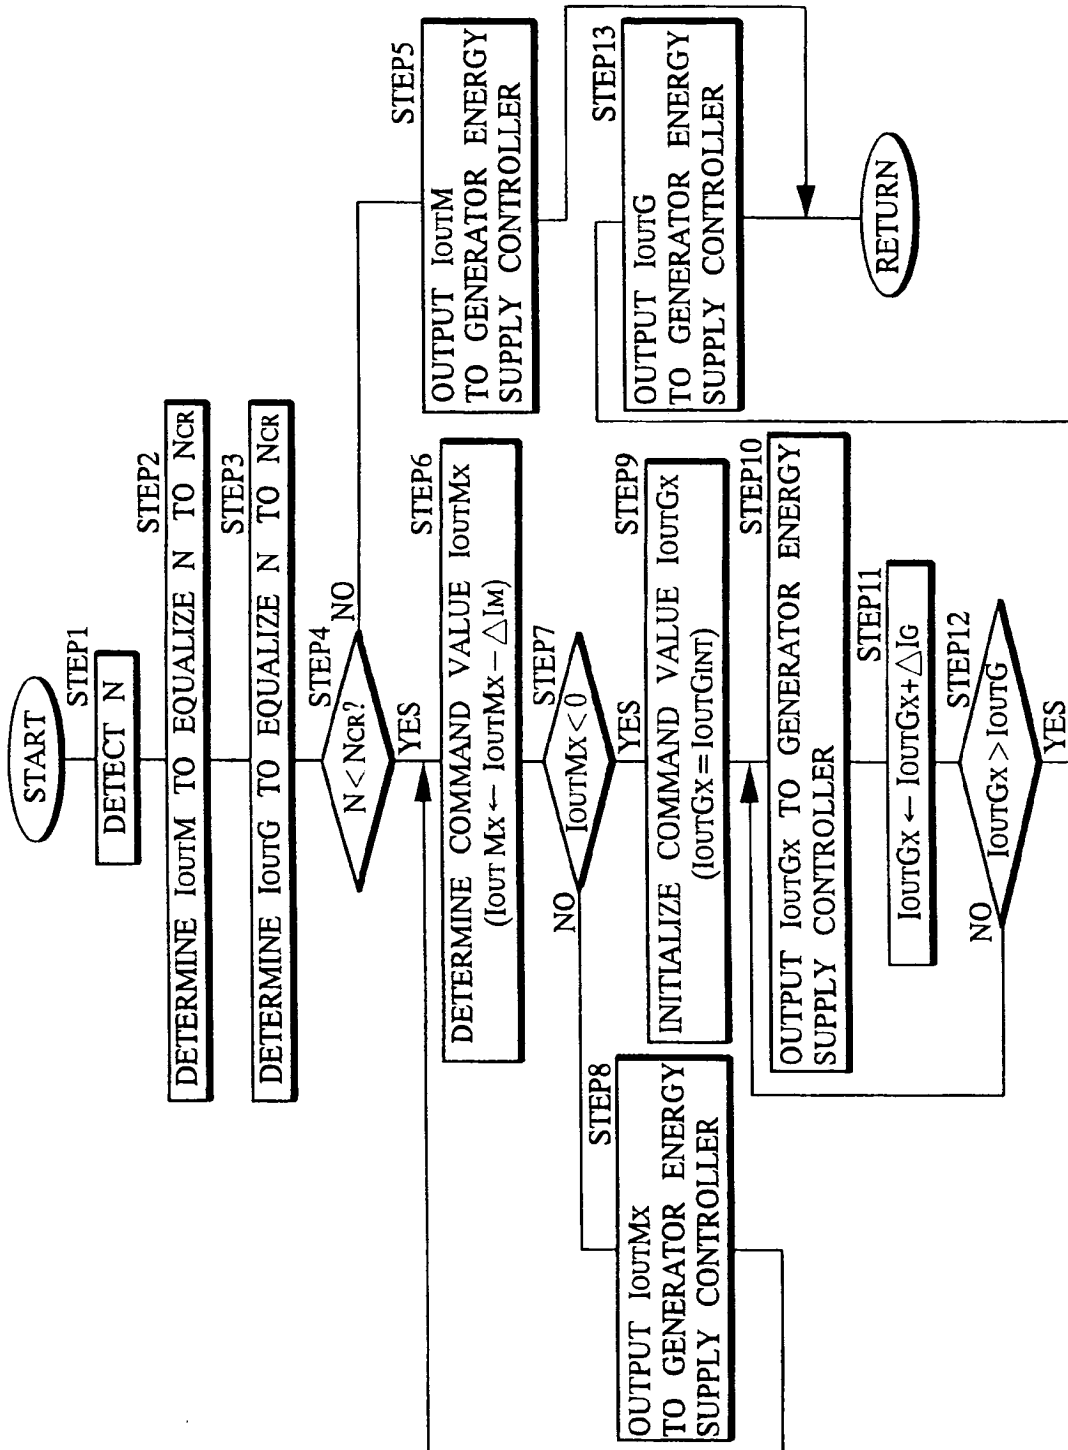 START
STEP1
DETECT N
STEP2
DETERMINE IOUTM TO EQUALIZE N TO NCR
STEP3
DETERMINE IOUTG TO EQUALIZE N TO NCR
STEP4
N < NCR?
NO
YES
STEP5
OUTPUT IOUTM
TO GENERATOR ENERGY
SUPPLY CONTROLLER
STEP6
DETERMINE COMMAND VALUE IOUTMX
(IOUT MX ← IOUTMX − △IM)
STEP7
IOUTMX < 0
NO
YES
STEP8
OUTPUT IOUTMX
TO GENERATOR ENERGY
SUPPLY CONTROLLER
STEP9
INITIALIZE COMMAND VALUE IOUTGX
(IOUTGX = IOUTGINT)
STEP10
OUTPUT IOUTGX TO GENERATOR ENERGY
SUPPLY CONTROLLER
STEP11
IOUTGX ← IOUTGX+△IG
STEP12
IOUTGX > IOUTG
NO
YES
STEP13
OUTPUT IOUTG
TO GENERATOR ENERGY
SUPPLY CONTROLLER
RETURN